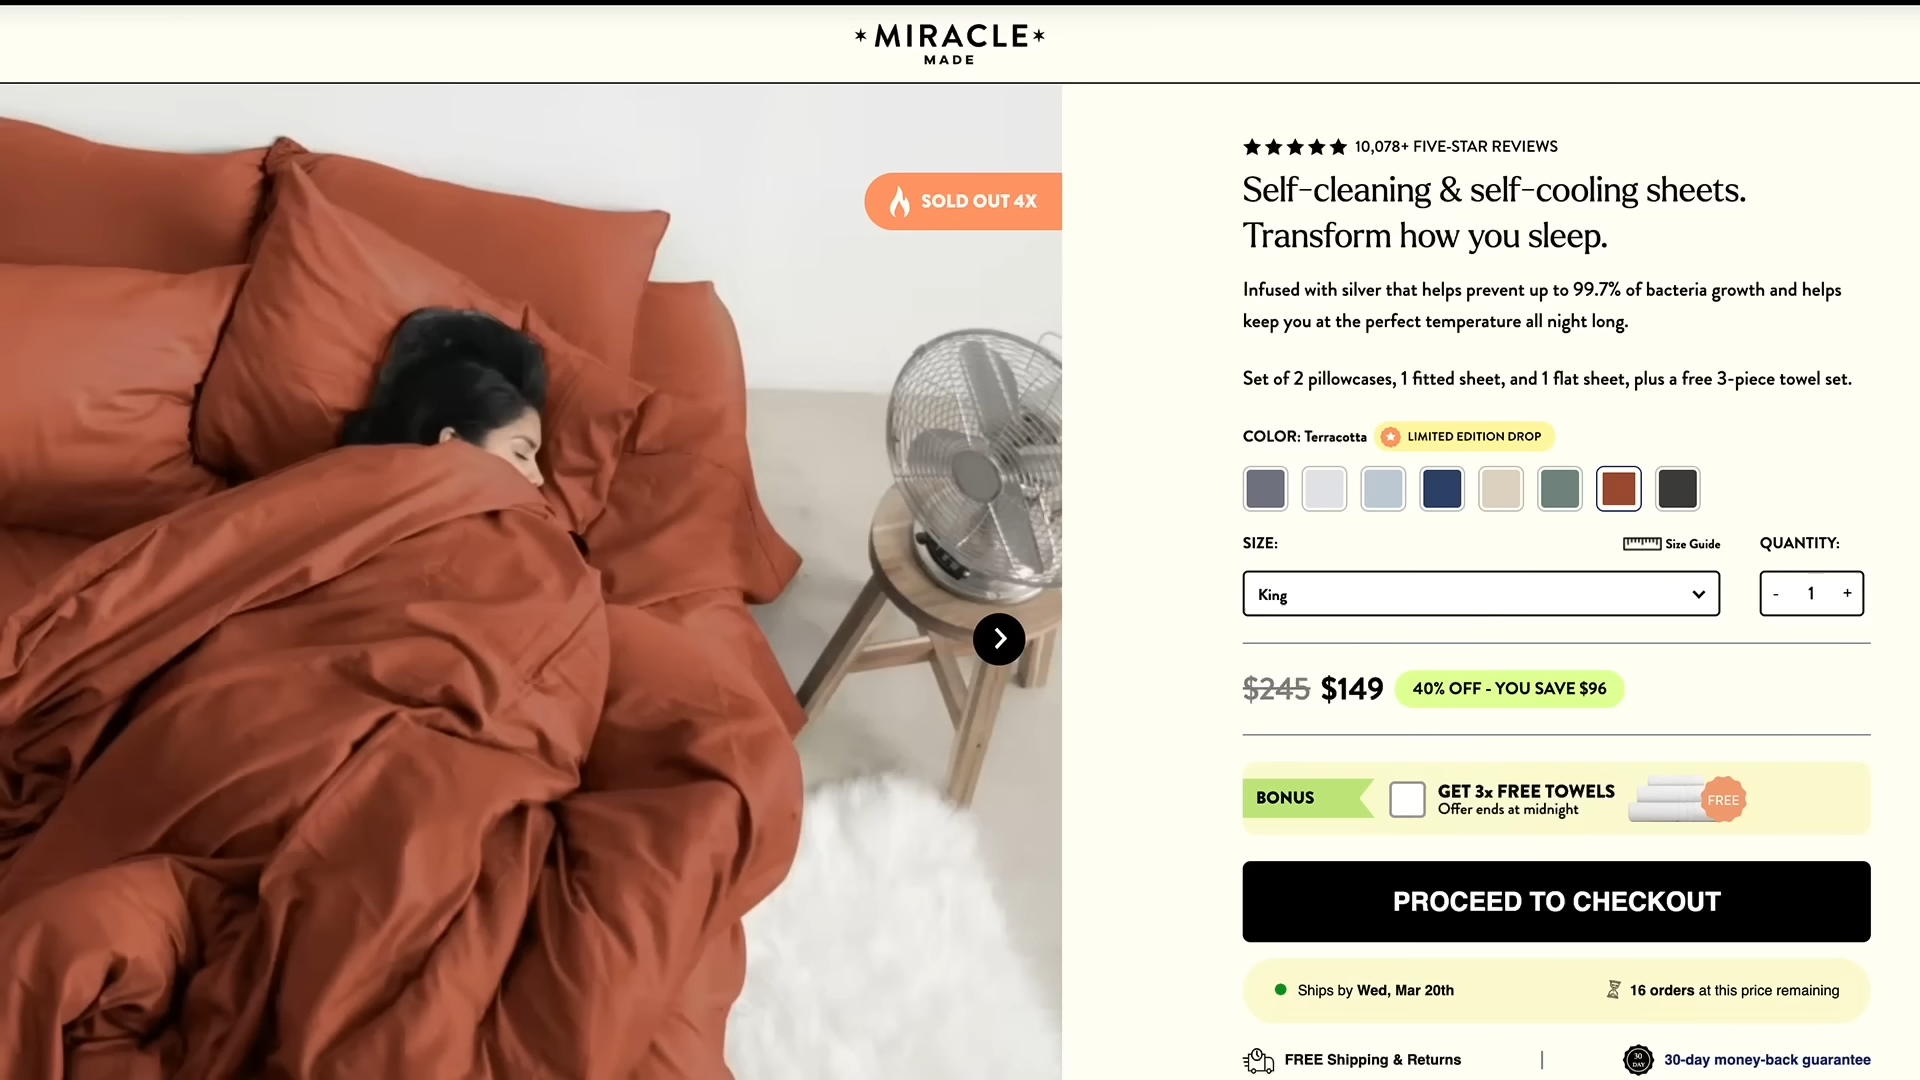 MIRACLE
MADE
SOLD OUT 4X
10,078+ FIVE-STAR REVIEWS
Self-cleaning & self-cooling sheets.
Transform how you sleep.
Infused with silver that helps prevent up to 99.7% of bacteria growth and helps
keep you at the perfect temperature all night long.
Set of 2 pillowcases, 1 fitted sheet, and 1 flat sheet, plus a free 3-piece towel set.
COLOR: Terracotta
LIMITED EDITION DROP
SIZE:
Size Guide
QUANTITY:
King
- 1 +
$245 $149 40% OFF - YOU SAVE $96
BONUS
GET 3x FREE TOWELS
Offer ends at midnight
FREE
PROCEED TO CHECKOUT
Ships by Wed, Mar 20th
16 orders at this price remaining
FREE Shipping & Returns
30 DAY
30-day money-back guarantee